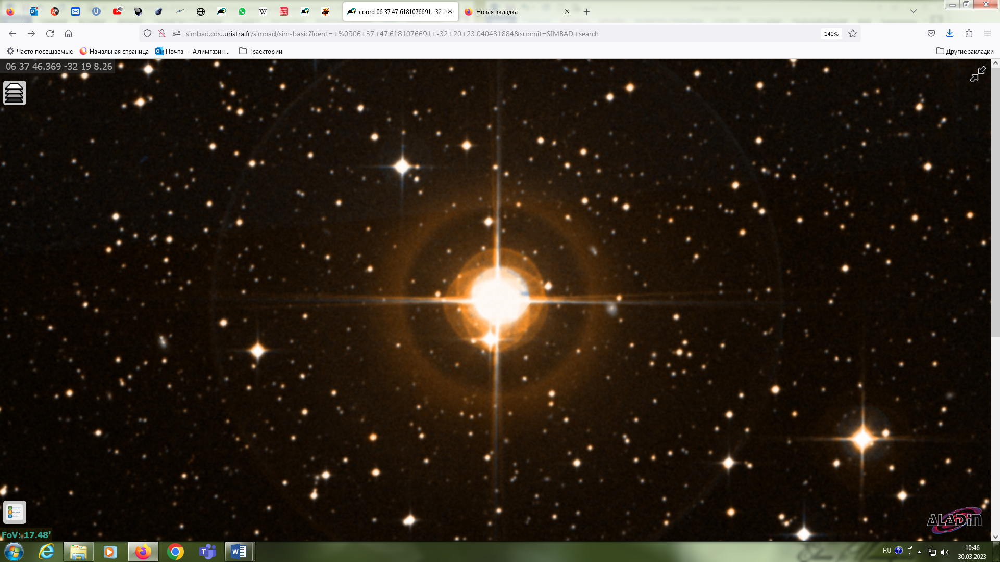 coord 06 37 47.6181076691 -32 2
Новая вкладка
simbad.cds.unistra.fr/simbad/sim-basic?Ident=+%0906+37+47.6181076691+-32+20+23.040481884&submit=SIMBAD+search
140%
Часто посещаемые
Начальная страница
Почта — Алимгазин...
Траектории
Другие закладки
06 37 46.369 -32 19 8.26
ALADIN
FoV: 17.48'
RU
10:46
30.03.2023